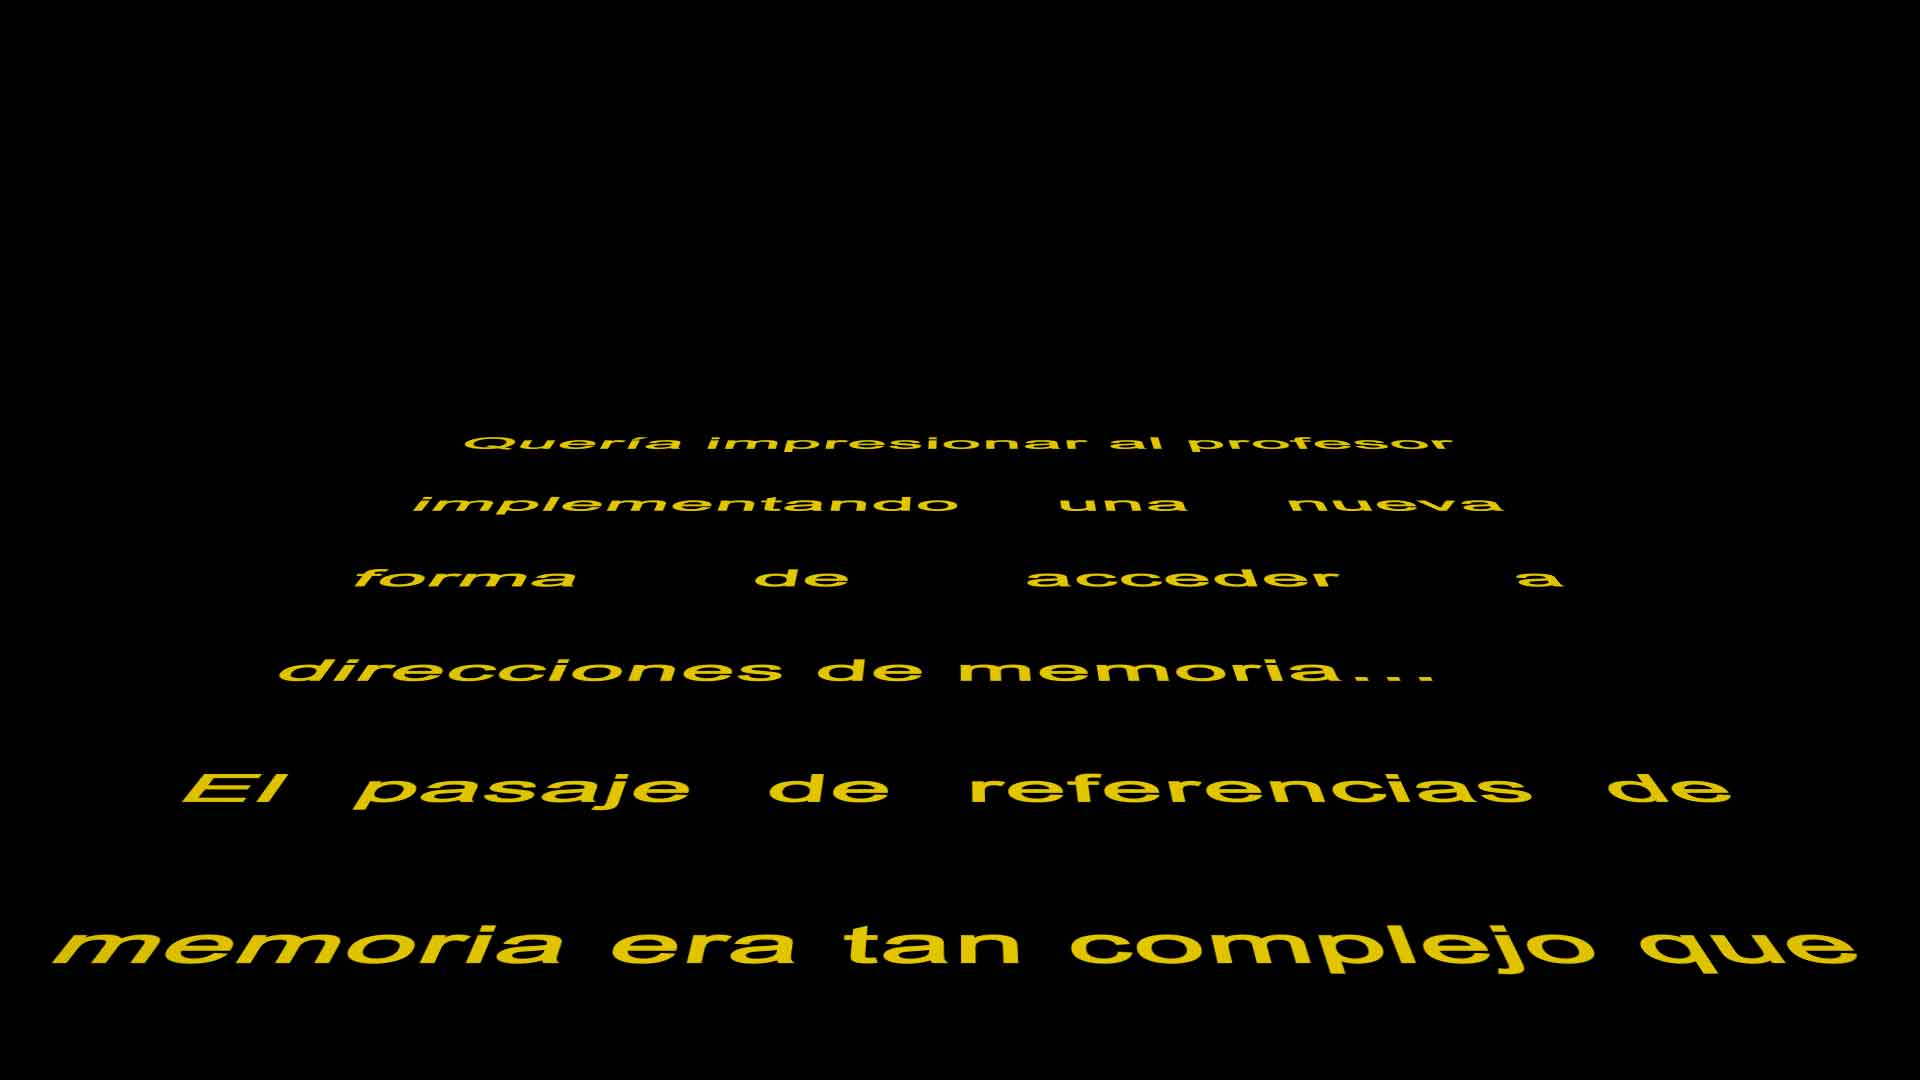 Quería impresionar al profesor
implementando una nueva
forma de acceder a
direcciones de memoria...
El pasaje de referencias de
memoria era tan complejo que